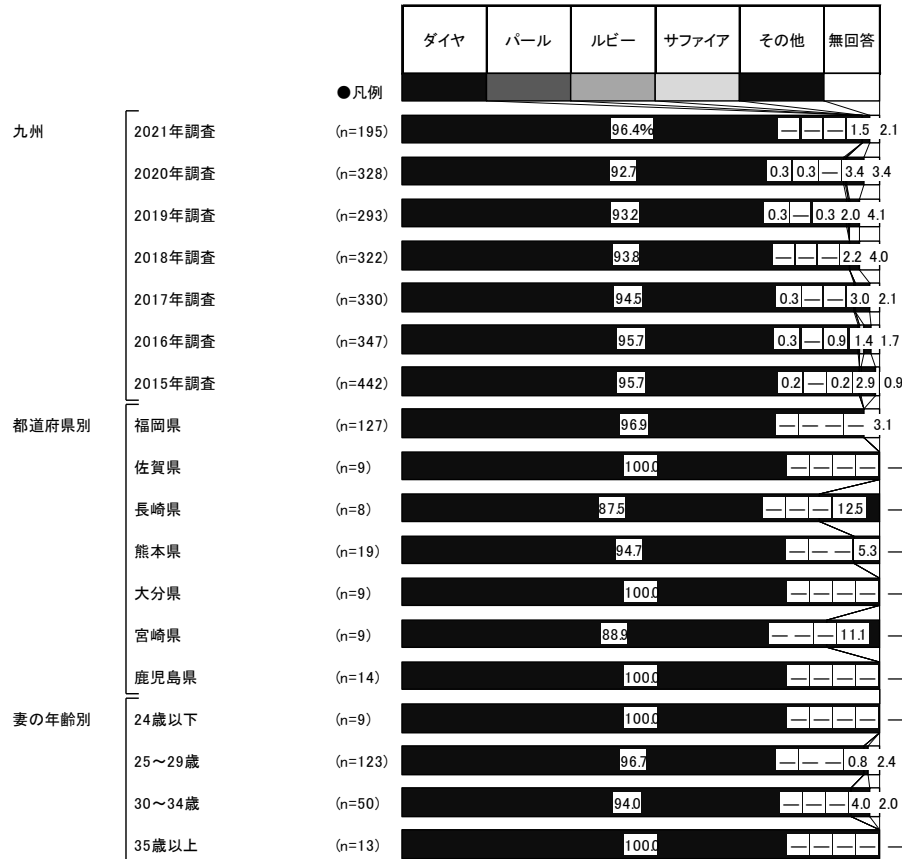 ダイヤ パール ルビー サファイア その他 無回答
●凡例
九州 2021年調査 (n=195) 96.4% — — — 1.5 2.1
2020年調査 (n=328) 92.7 0.3 0.3 — 3.4 3.4
2019年調査 (n=293) 93.2 0.3 — 0.3 2.0 4.1
2018年調査 (n=322) 93.8 — — — 2.2 4.0
2017年調査 (n=330) 94.5 0.3 — — 3.0 2.1
2016年調査 (n=347) 95.7 0.3 — 0.9 1.4 1.7
2015年調査 (n=442) 95.7 0.2 — 0.2 2.9 0.9
都道府県別 福岡県 (n=127) 96.9 — — — — 3.1
佐賀県 (n=9) 100.0 — — — — —
長崎県 (n=8) 87.5 — — — 12.5 —
熊本県 (n=19) 94.7 — — — 5.3 —
大分県 (n=9) 100.0 — — — — —
宮崎県 (n=9) 88.9 — — — 11.1 —
鹿児島県 (n=14) 100.0 — — — — —
妻の年齢別 24歳以下 (n=9) 100.0 — — — — —
25～29歳 (n=123) 96.7 — — — 0.8 2.4
30～34歳 (n=50) 94.0 — — — 4.0 2.0
35歳以上 (n=13) 100.0 — — — — —